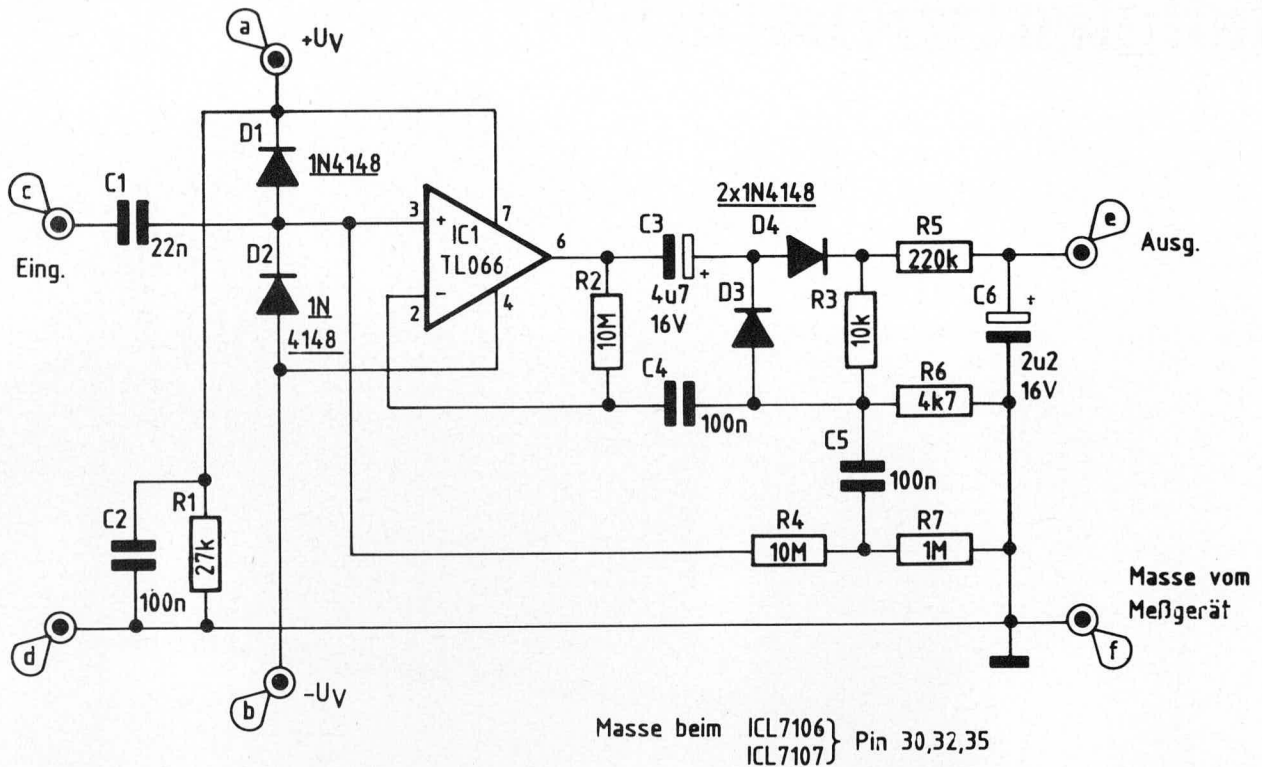 a
+UV
D1
1N4148
c
C1
22n
Eing.
D2
1N
4148
3
+
7
IC1
TL066
6
−
2
4
R2
10M
C3
+
4u7
16V
2x1N4148
D4
D3
R3
10k
R5
220k
e
Ausg.
C6
+
2u2
16V
C4
100n
R6
4k7
C5
100n
C2
100n
R1
27k
R4
10M
R7
1M
Masse vom
Meßgerät
d
f
b
−UV
Masse beim ICL7106 } Pin 30,32,35
ICL7107